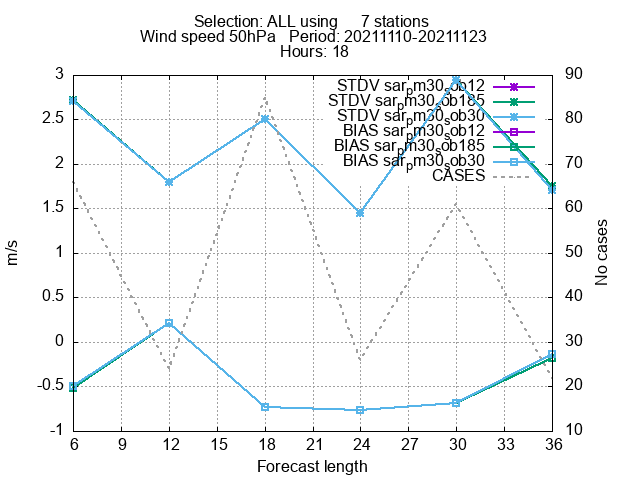 Selection: ALL using 7 stations
Wind speed 50hPa Period: 20211110-20211123
Hours: 18
STDV sar_pm30_sob12
STDV sar_pm30_sob185
STDV sar_pm30_sob30
BIAS sar_pm30_sob12
BIAS sar_pm30_sob185
BIAS sar_pm30_sob30
CASES
3
2.5
2
1.5
1
0.5
0
-0.5
-1
m/s
90
80
70
60
50
40
30
20
10
No cases
6 9 12 15 18 21 24 27 30 33 36
Forecast length